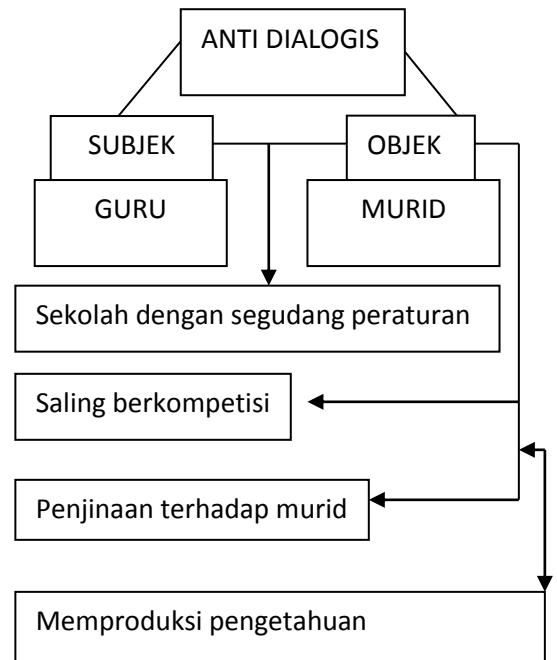 ANTI DIALOGIS
SUBJEK
OBJEK
GURU
MURID
Sekolah dengan segudang peraturan
Saling berkompetisi
Penjinaan terhadap murid
Memproduksi pengetahuan